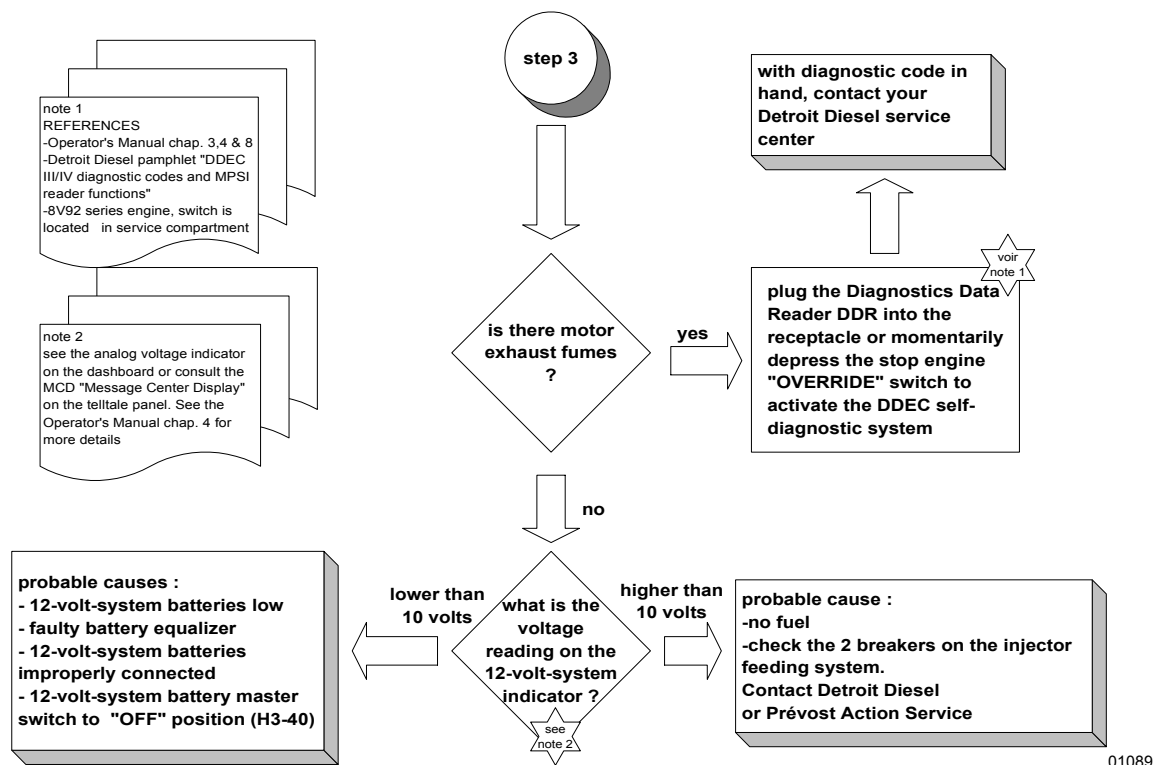 step 3
with diagnostic code in
hand, contact your
Detroit Diesel service
center
note 1
REFERENCES
-Operator's Manual chap. 3,4 & 8
-Detroit Diesel pamphlet "DDEC
III/IV diagnostic codes and MPSI
reader functions"
-8V92 series engine, switch is
located in service compartment
voir
note 1
is there motor
exhaust fumes
?
yes
plug the Diagnostics Data
Reader DDR into the
receptacle or momentarily
depress the stop engine
"OVERRIDE" switch to
activate the DDEC self-
diagnostic system
note 2
see the analog voltage indicator
on the dashboard or consult the
MCD "Message Center Display"
on the telltale panel. See the
Operator's Manual chap. 4 for
more details
no
probable causes :
- 12-volt-system batteries low
- faulty battery equalizer
- 12-volt-system batteries
improperly connected
- 12-volt-system battery master
switch to "OFF" position (H3-40)
lower than
10 volts
what is the
voltage
reading on the
12-volt-system
indicator ?
see
note 2
higher than
10 volts
probable cause :
-no fuel
-check the 2 breakers on the injector
feeding system.
Contact Detroit Diesel
or Prévost Action Service
01089